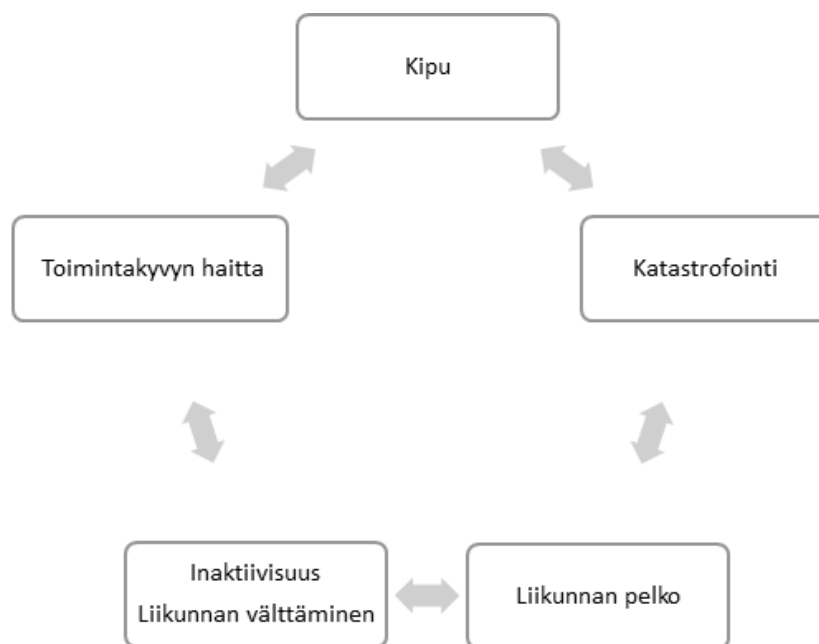 Kipu
Toimintakyvyn haitta
Katastrofointi
Inaktiivisuus
Liikunnan välttäminen
Liikunnan pelko